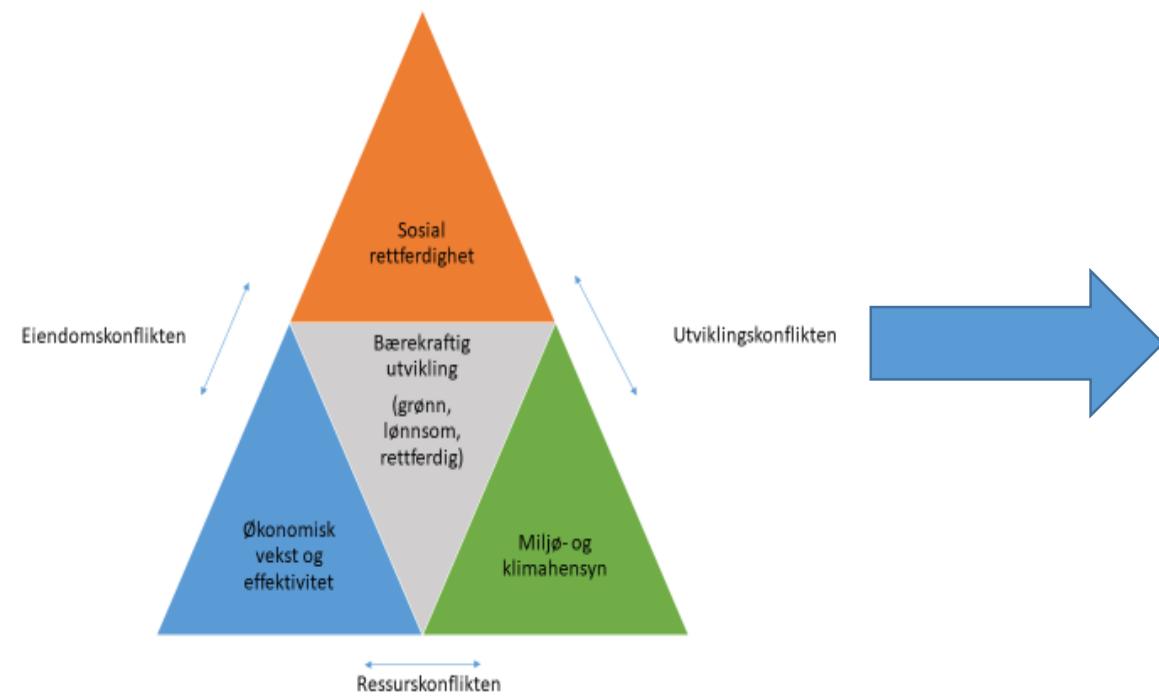 Sosial
rettferdighet
Eiendomskonflikten
Utviklingskonflikten
Bærekraftig
utvikling
(grønn,
lønnsom,
rettferdig)
Økonomisk
vekst og
effektivitet
Miljø- og
klimahensyn
Ressurskonflikten